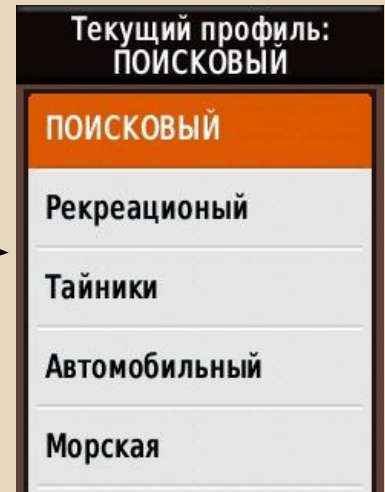 Текущий профиль:
ПОИСКОВЫЙ
ПОИСКОВЫЙ
Рекреационый
Тайники
Автомобильный
Морская